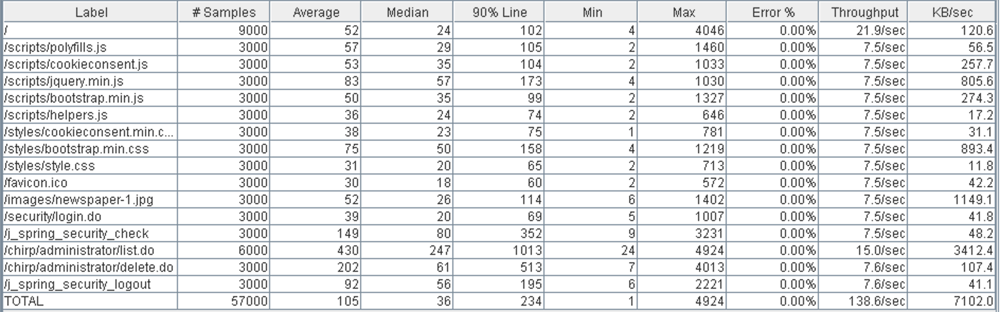 Label # Samples Average Median 90% Line Min Max Error % Throughput KB/sec
/ 9000 52 24 102 4 4046 0.00% 21.9/sec 120.6
/scripts/polyfills.js 3000 57 29 105 2 1460 0.00% 7.5/sec 56.5
/scripts/cookieconsent.js 3000 53 35 104 2 1033 0.00% 7.5/sec 257.7
/scripts/jquery.min.js 3000 83 57 173 4 1030 0.00% 7.5/sec 805.6
/scripts/bootstrap.min.js 3000 50 35 99 2 1327 0.00% 7.5/sec 274.3
/scripts/helpers.js 3000 36 24 74 2 646 0.00% 7.5/sec 17.2
/styles/cookieconsent.min.c... 3000 38 23 75 1 781 0.00% 7.5/sec 31.1
/styles/bootstrap.min.css 3000 75 50 158 4 1219 0.00% 7.5/sec 893.4
/styles/style.css 3000 31 20 65 2 713 0.00% 7.5/sec 11.8
/favicon.ico 3000 30 18 60 2 572 0.00% 7.5/sec 42.2
/images/newspaper-1.jpg 3000 52 26 114 6 1402 0.00% 7.5/sec 1149.1
/security/login.do 3000 39 20 69 5 1007 0.00% 7.5/sec 41.8
/j_spring_security_check 3000 149 80 352 9 3231 0.00% 7.5/sec 48.2
/chirp/administrator/list.do 6000 430 247 1013 24 4924 0.00% 15.0/sec 3412.4
/chirp/administrator/delete.do 3000 202 61 513 7 4013 0.00% 7.6/sec 107.4
/j_spring_security_logout 3000 92 56 195 6 2221 0.00% 7.6/sec 41.1
TOTAL 57000 105 36 234 1 4924 0.00% 138.6/sec 7102.0